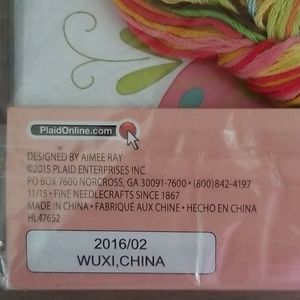 PlaidOnline.com
DESIGNED BY AIMEE RAY
©2015 PLAID ENTERPRISES INC.
PO BOX 7600 NORCROSS, GA 30091-7600 • (800)842-4197
11/15 • FINE NEEDLECRAFTS SINCE 1867
MADE IN CHINA • FABRIQUÉ AUX CHINE • HECHO EN CHINA
HL47652
2016/02
WUXI,CHINA